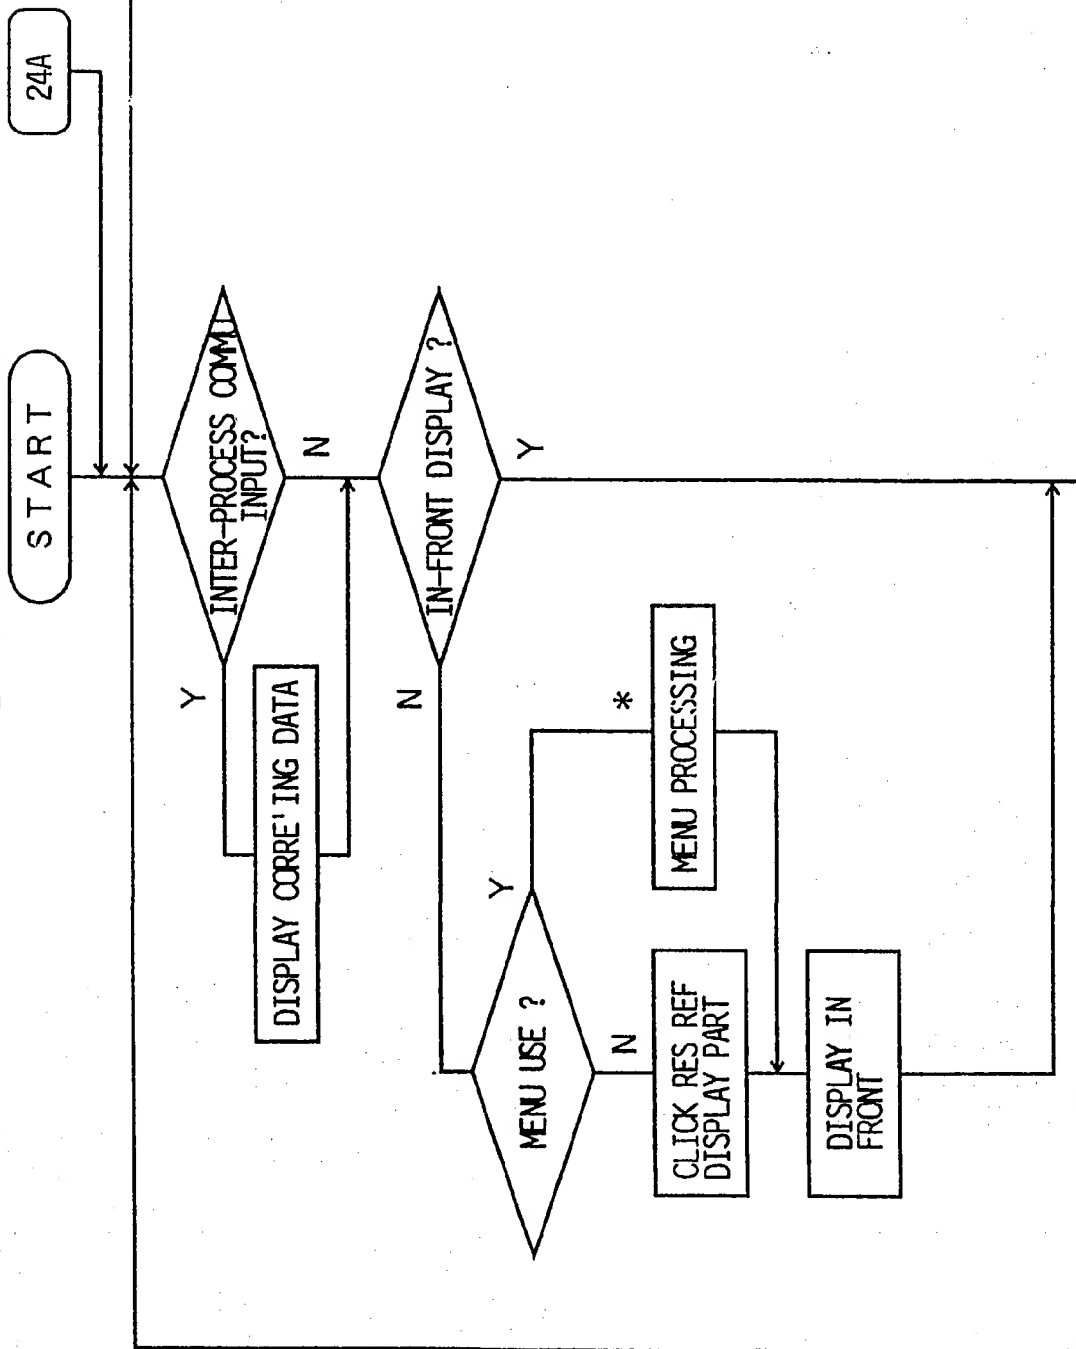 START
24A
INTER-PROCESS COMMU
INPUT?
Y
N
DISPLAY CORRE'ING DATA
IN-FRONT DISPLAY ?
N
Y
MENU USE ?
Y
N
*
MENU PROCESSING
CLICK RES REF
DISPLAY PART
DISPLAY IN
FRONT